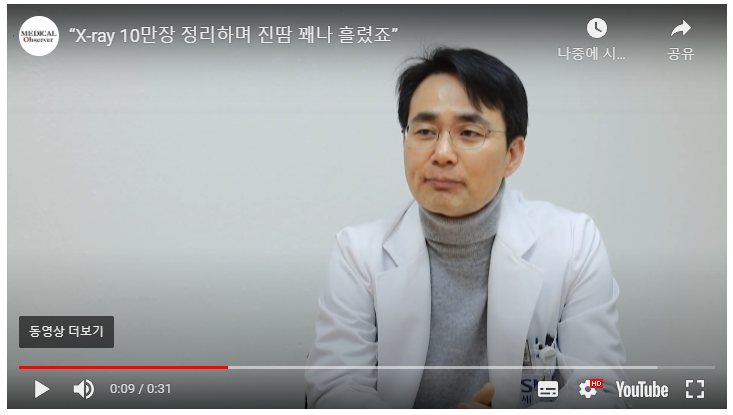 MEDICAL
Observer
“X-ray 10만장 정리하며 진땀 꽤나 흘렸죠”
나중에 시...
공유
동영상 더보기
0:09 / 0:31
HD
YouTube